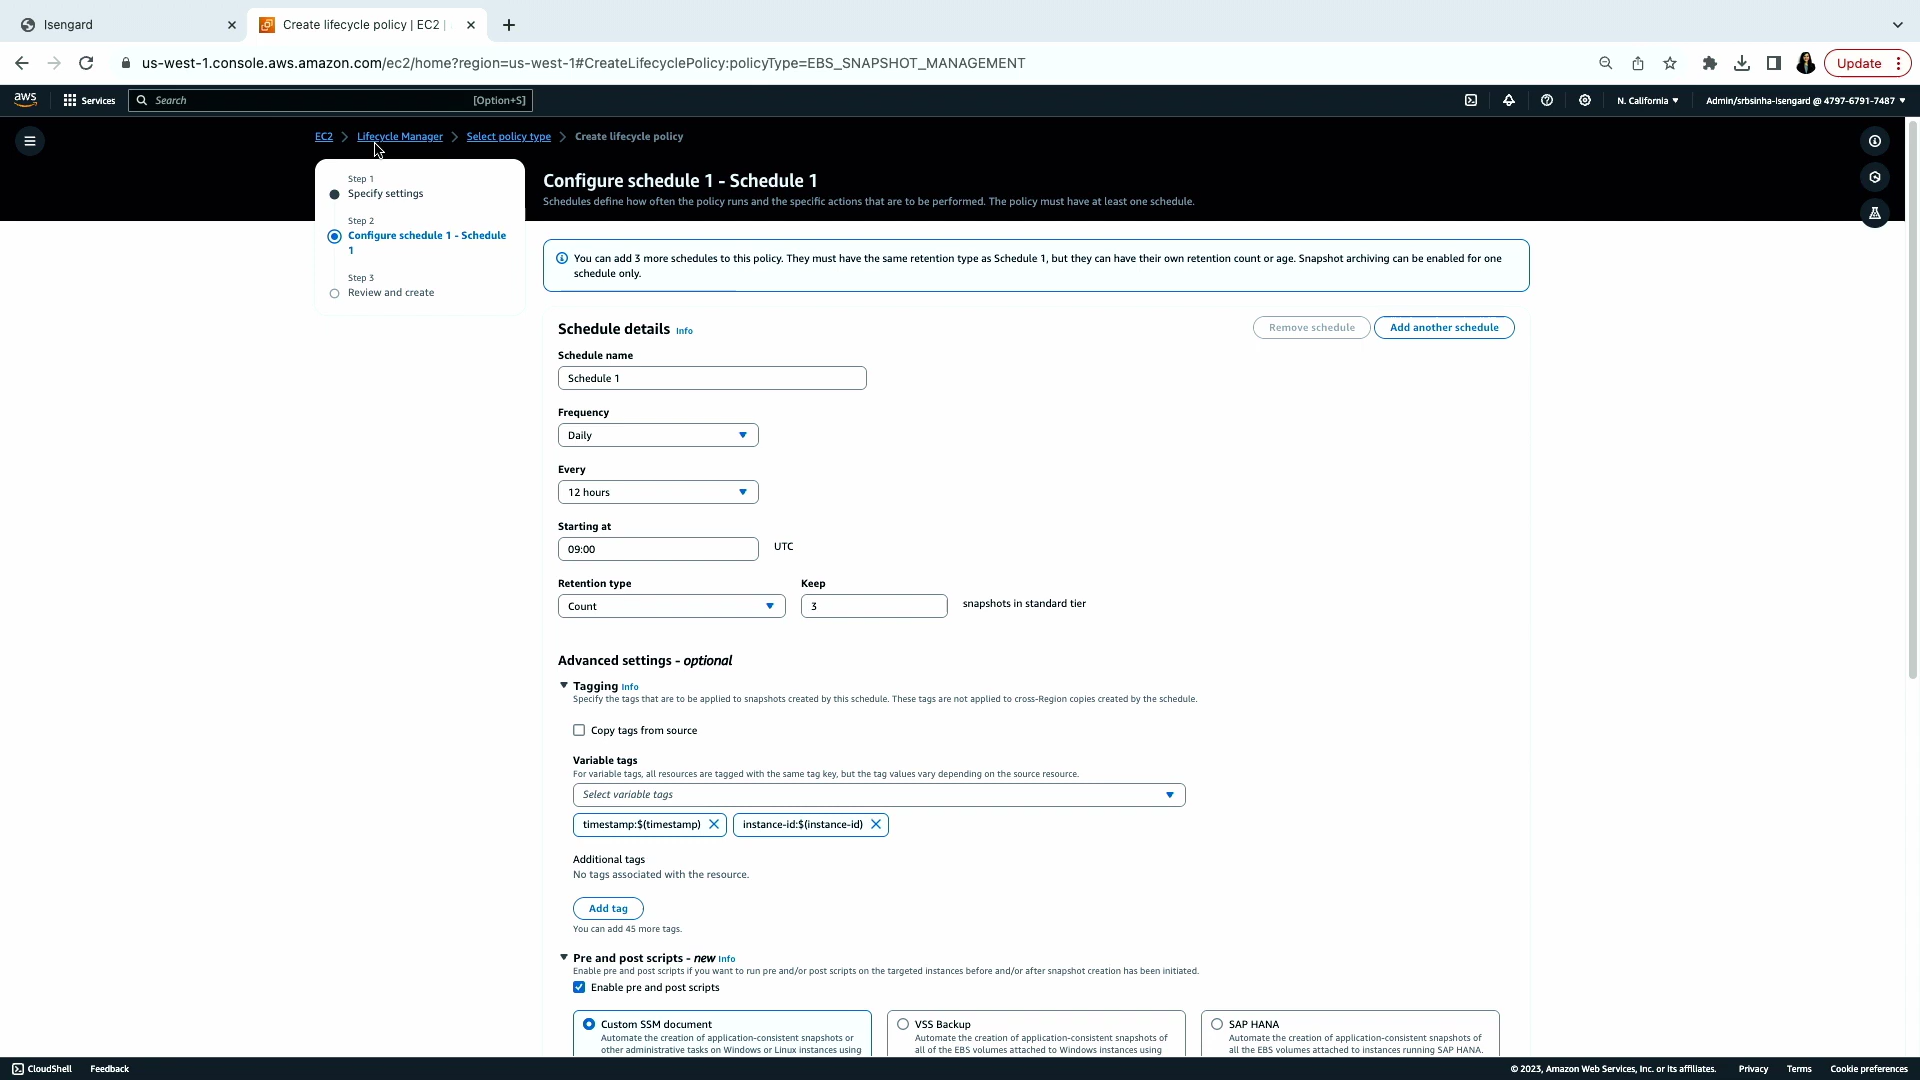 Isengard
Create lifecycle policy | EC2 |
us-west-1.console.aws.amazon.com/ec2/home?region=us-west-1#CreateLifecyclePolicy:policyType=EBS_SNAPSHOT_MANAGEMENT
Update
aws
Services
Search
[Option+S]
N. California
Admin/srbsinha-Isengard @ 4797-6791-7487
EC2
Lifecycle Manager
Select policy type
Create lifecycle policy
Step 1
Specify settings
Step 2
Configure schedule 1 - Schedule
1
Step 3
Review and create
Configure schedule 1 - Schedule 1
Schedules define how often the policy runs and the specific actions that are to be performed. The policy must have at least one schedule.
You can add 3 more schedules to this policy. They must have the same retention type as Schedule 1, but they can have their own retention count or age. Snapshot archiving can be enabled for one
schedule only.
Schedule details Info
Remove schedule
Add another schedule
Schedule name
Schedule 1
Frequency
Daily
Every
12 hours
Starting at
09:00
UTC
Retention type
Keep
Count
3
snapshots in standard tier
Advanced settings - optional
Tagging Info
Specify the tags that are to be applied to snapshots created by this schedule. These tags are not applied to cross-Region copies created by the schedule.
Copy tags from source
Variable tags
For variable tags, all resources are tagged with the same tag key, but the tag values vary depending on the source resource.
Select variable tags
timestamp:$(timestamp)
instance-id:$(instance-id)
Additional tags
No tags associated with the resource.
Add tag
You can add 45 more tags.
Pre and post scripts - new Info
Enable pre and post scripts if you want to run pre and/or post scripts on the targeted instances before and/or after snapshot creation has been initiated.
Enable pre and post scripts
Custom SSM document
Automate the creation of application-consistent snapshots or
other administrative tasks on Windows or Linux instances using
VSS Backup
Automate the creation of application-consistent snapshots of
all of the EBS volumes attached to Windows instances using
SAP HANA
Automate the creation of application-consistent snapshots of
all the EBS volumes attached to instances running SAP HANA.
CloudShell
Feedback
© 2023, Amazon Web Services, Inc. or its affiliates.
Privacy
Terms
Cookie preferences